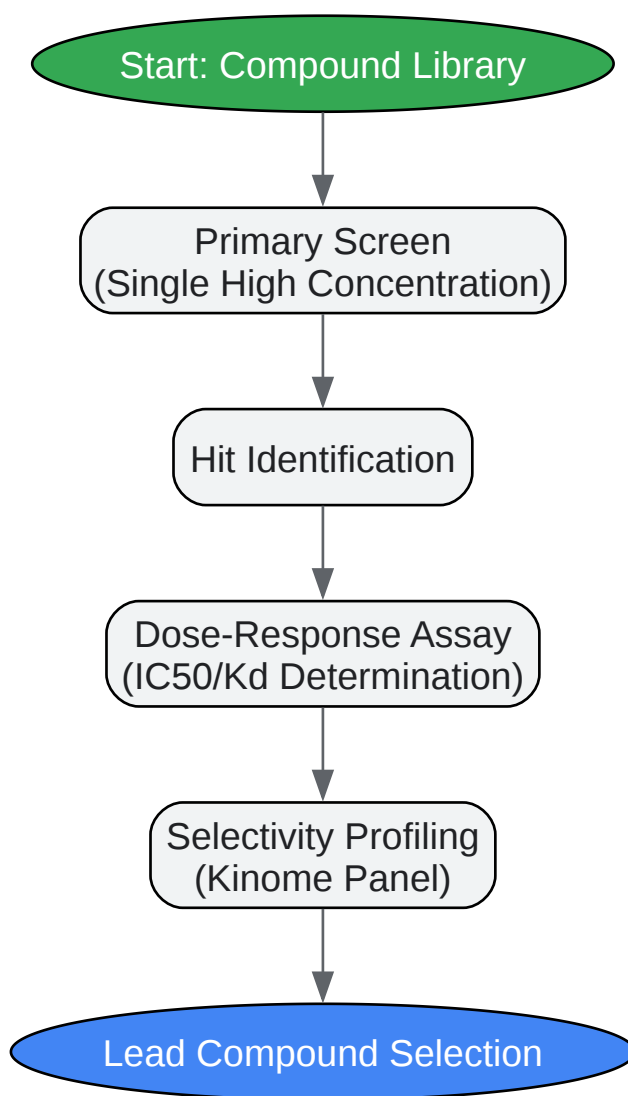 Start: Compound Library
Primary Screen
(Single High Concentration)
Hit Identification
Dose-Response Assay
(IC50/Kd Determination)
Selectivity Profiling
(Kinome Panel)
Lead Compound Selection